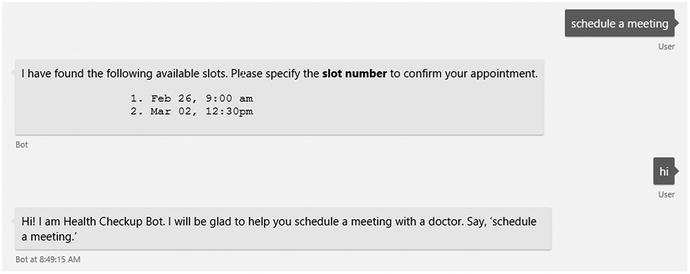 schedule a meeting
User
I have found the following available slots. Please specify the slot number to confirm your appointment.
1. Feb 26, 9:00 am
2. Mar 02, 12:30pm
Bot
hi
User
Hi! I am Health Checkup Bot. I will be glad to help you schedule a meeting with a doctor. Say, ‘schedule
a meeting.’
Bot at 8:49:15 AM